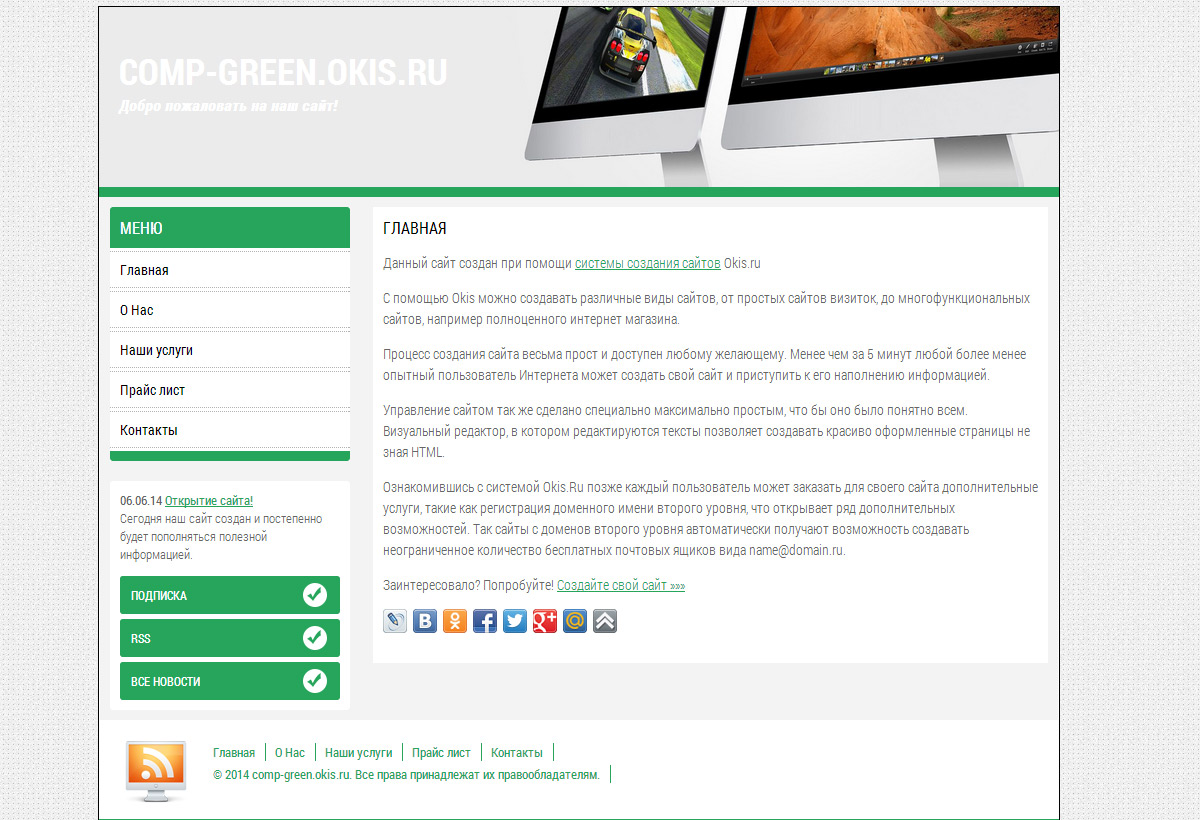 COMP-GREEN.OKIS.RU
Добро пожаловать на наш сайт!
МЕНЮ
Главная
О Нас
Наши услуги
Прайс лист
Контакты
06.06.14 Открытие сайта!
Сегодня наш сайт создан и постепенно
будет пополняться полезной
информацией.
ПОДПИСКА
RSS
ВСЕ НОВОСТИ
ГЛАВНАЯ
Данный сайт создан при помощи системы создания сайтов Okis.ru
С помощью Okis можно создавать различные виды сайтов, от простых сайтов визиток, до многофункциональных
сайтов, например полноценного интернет магазина.
Процесс создания сайта весьма прост и доступен любому желающему. Менее чем за 5 минут любой более менее
опытный пользователь Интернета может создать свой сайт и приступить к его наполнению информацией.
Управление сайтом так же сделано специально максимально простым, что бы оно было понятно всем.
Визуальный редактор, в котором редактируются тексты позволяет создавать красиво оформленные страницы не
зная HTML.
Ознакомившись с системой Okis.Ru позже каждый пользователь может заказать для своего сайта дополнительные
услуги, такие как регистрация доменного имени второго уровня, что открывает ряд дополнительных
возможностей. Так сайты с доменов второго уровня автоматически получают возможность создавать
неограниченное количество бесплатных почтовых ящиков вида name@domain.ru.
Заинтересовало? Попробуйте! Создайте свой сайт »»»
Главная О Нас Наши услуги Прайс лист Контакты
© 2014 comp-green.okis.ru. Все права принадлежат их правообладателям.